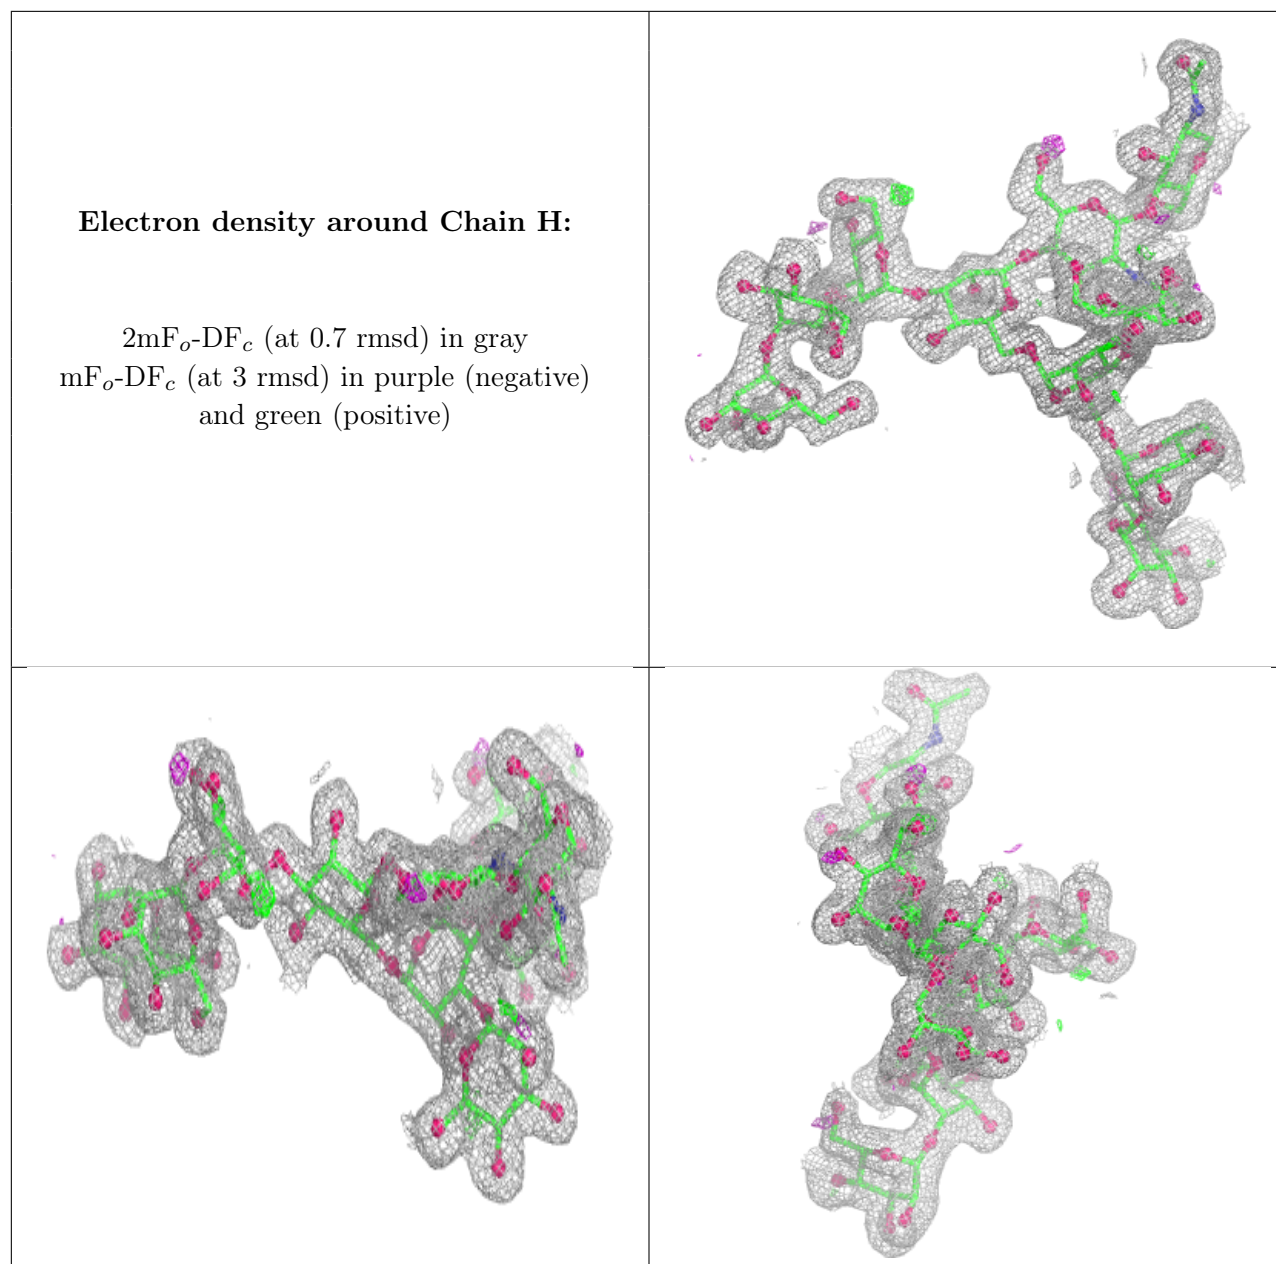 Electron density around Chain H:
2mFo-DFc (at 0.7 rmsd) in gray
mFo-DFc (at 3 rmsd) in purple (negative)
and green (positive)